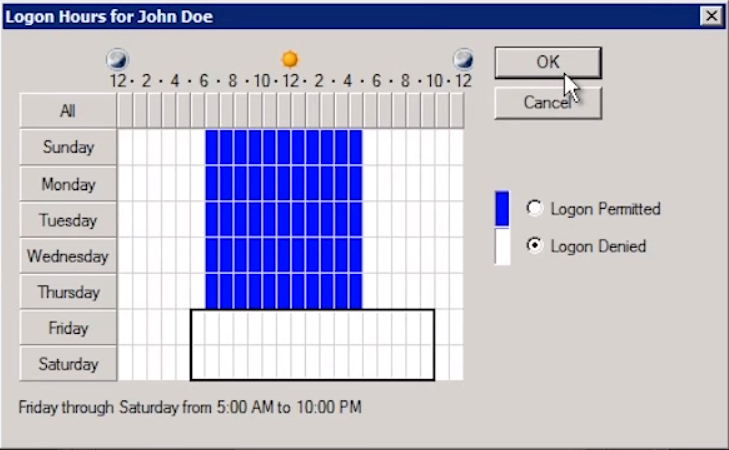 Logon Hours for John Doe
12 · 2 · 4 · 6 · 8 · 10 · 12 · 2 · 4 · 6 · 8 · 10 · 12
OK
Cancel
All
Sunday
Monday
Tuesday
Wednesday
Thursday
Friday
Saturday
Logon Permitted
Logon Denied
Friday through Saturday from 5:00 AM to 10:00 PM